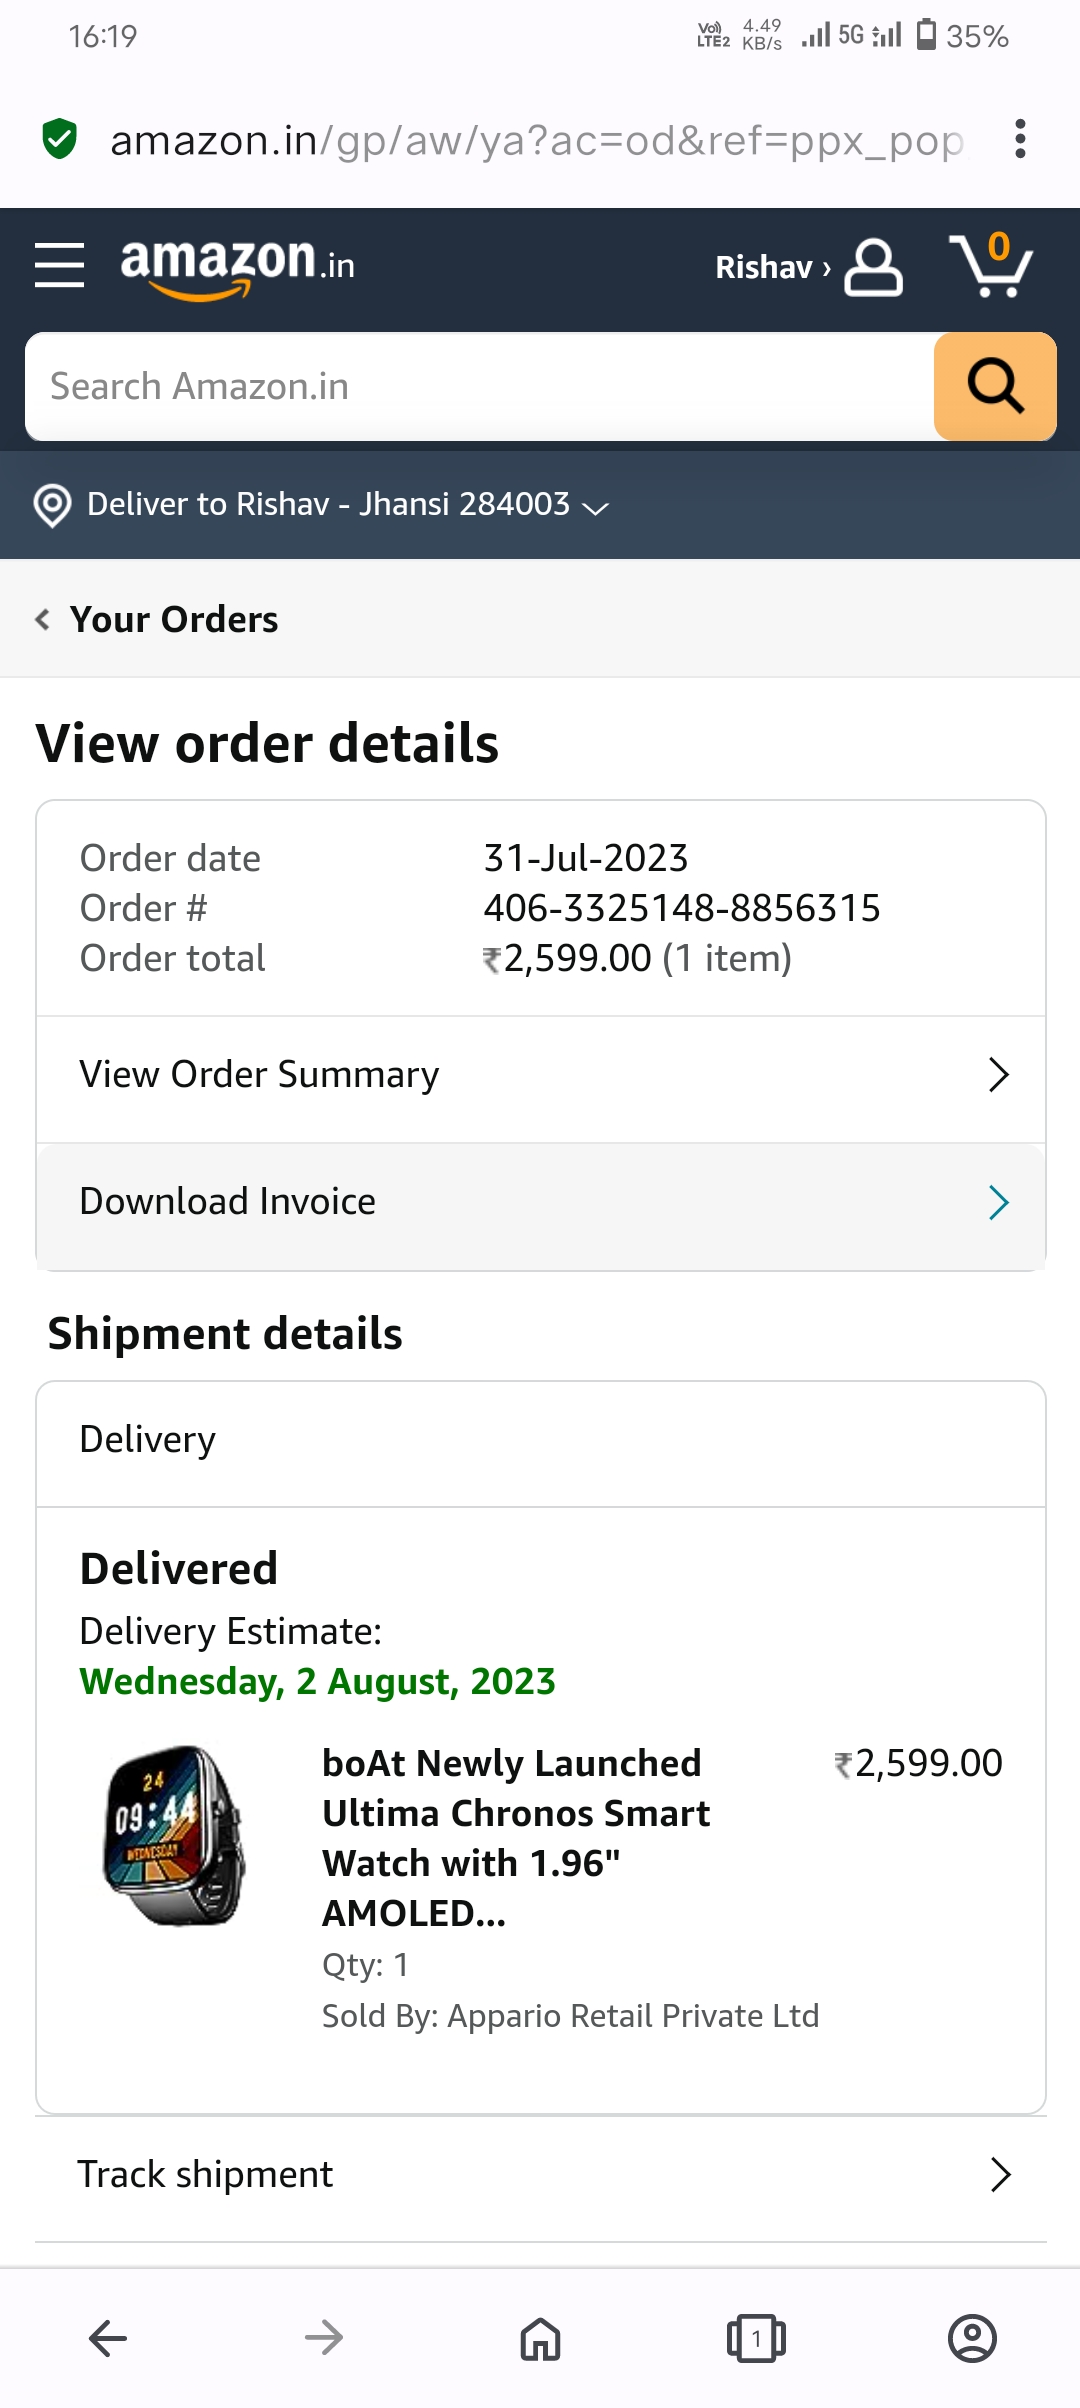 16:19
Vo) LTE2 4.49 KB/s 5G 35%
amazon.in/gp/aw/ya?ac=od&ref=ppx_pop
amazon.in
Rishav ›
0
Search Amazon.in
Deliver to Rishav - Jhansi 284003
Your Orders
View order details
Order date 31-Jul-2023
Order # 406-3325148-8856315
Order total ₹2,599.00 (1 item)
View Order Summary
Download Invoice
Shipment details
Delivery
Delivered
Delivery Estimate:
Wednesday, 2 August, 2023
24
09:44
WEDNESDAY
boAt Newly Launched ₹2,599.00
Ultima Chronos Smart
Watch with 1.96"
AMOLED...
Qty: 1
Sold By: Appario Retail Private Ltd
Track shipment
1